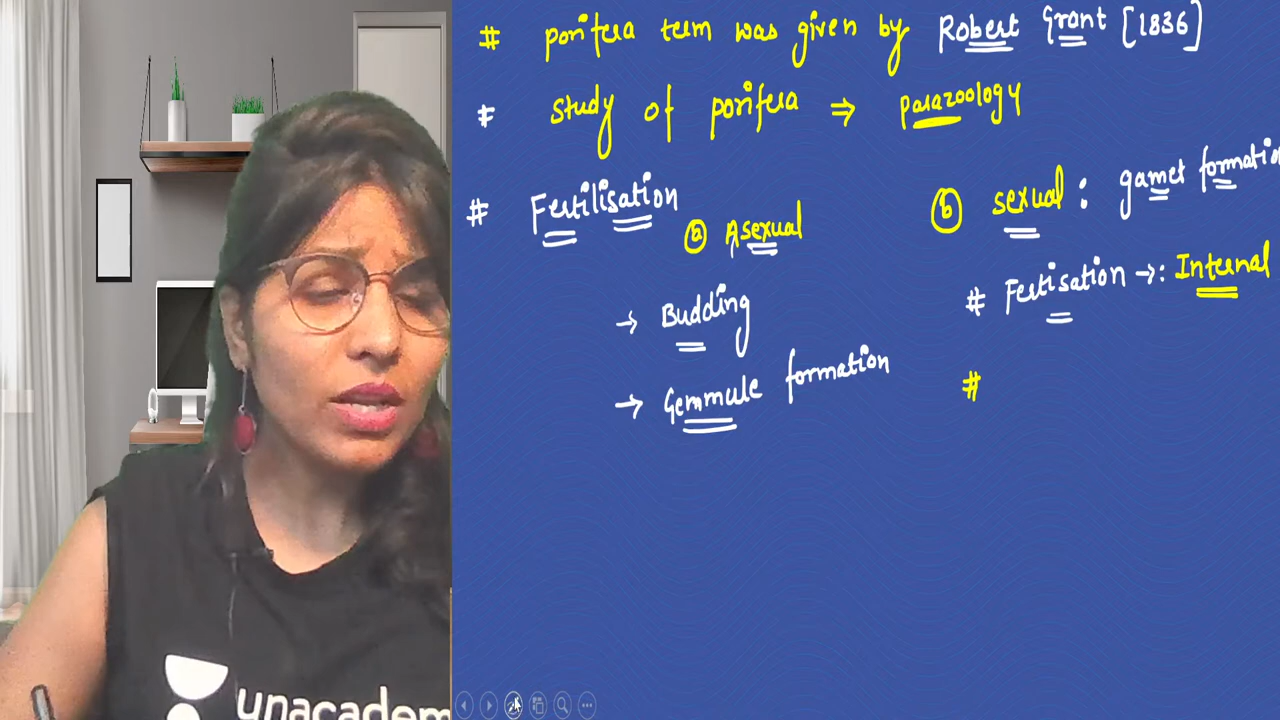 # porifera term was given by Robert Grant [1836]
# study of porifera ⇒ parazoology
# Fertilisation
ⓐ Asexual
→ Budding
→ Gemmule formation
ⓑ sexual : gamet formatio
# Fertisation →: Internal
#
unacadem